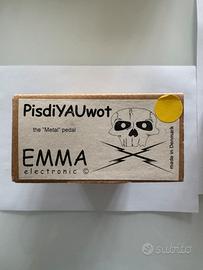 PisdiYAUwot
the "Metal" pedal
EMMA
electronic ©
made in Denmark
subito